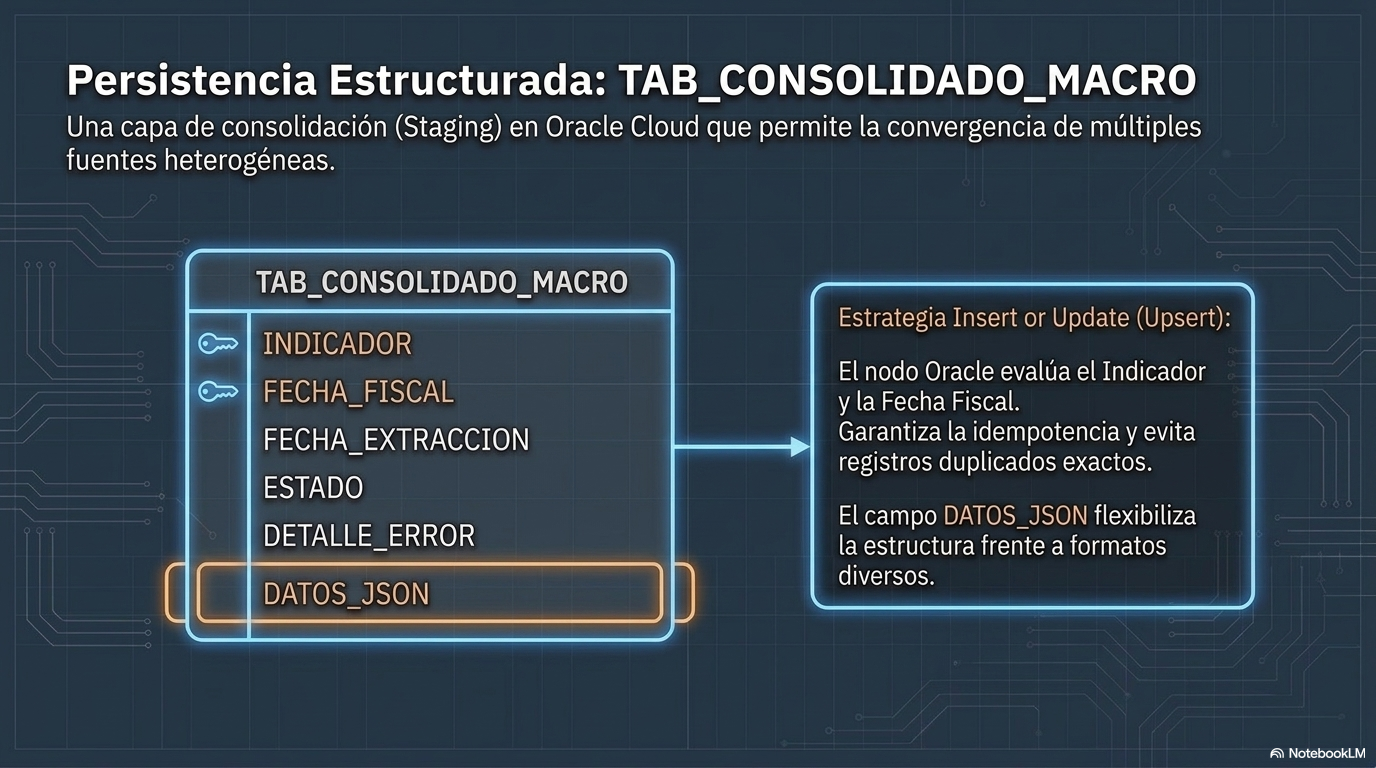 Persistencia Estructurada: TAB_CONSOLIDADO_MACRO
Una capa de consolidación (Staging) en Oracle Cloud que permite la convergencia de múltiples
fuentes heterogéneas.
TAB_CONSOLIDADO_MACRO
INDICADOR
FECHA_FISCAL
FECHA_EXTRACCION
ESTADO
DETALLE_ERROR
DATOS_JSON
Estrategia Insert or Update (Upsert):
El nodo Oracle evalúa el Indicador
y la Fecha Fiscal.
Garantiza la idempotencia y evita
registros duplicados exactos.
El campo DATOS_JSON flexibiliza
la estructura frente a formatos
diversos.
NotebookLM